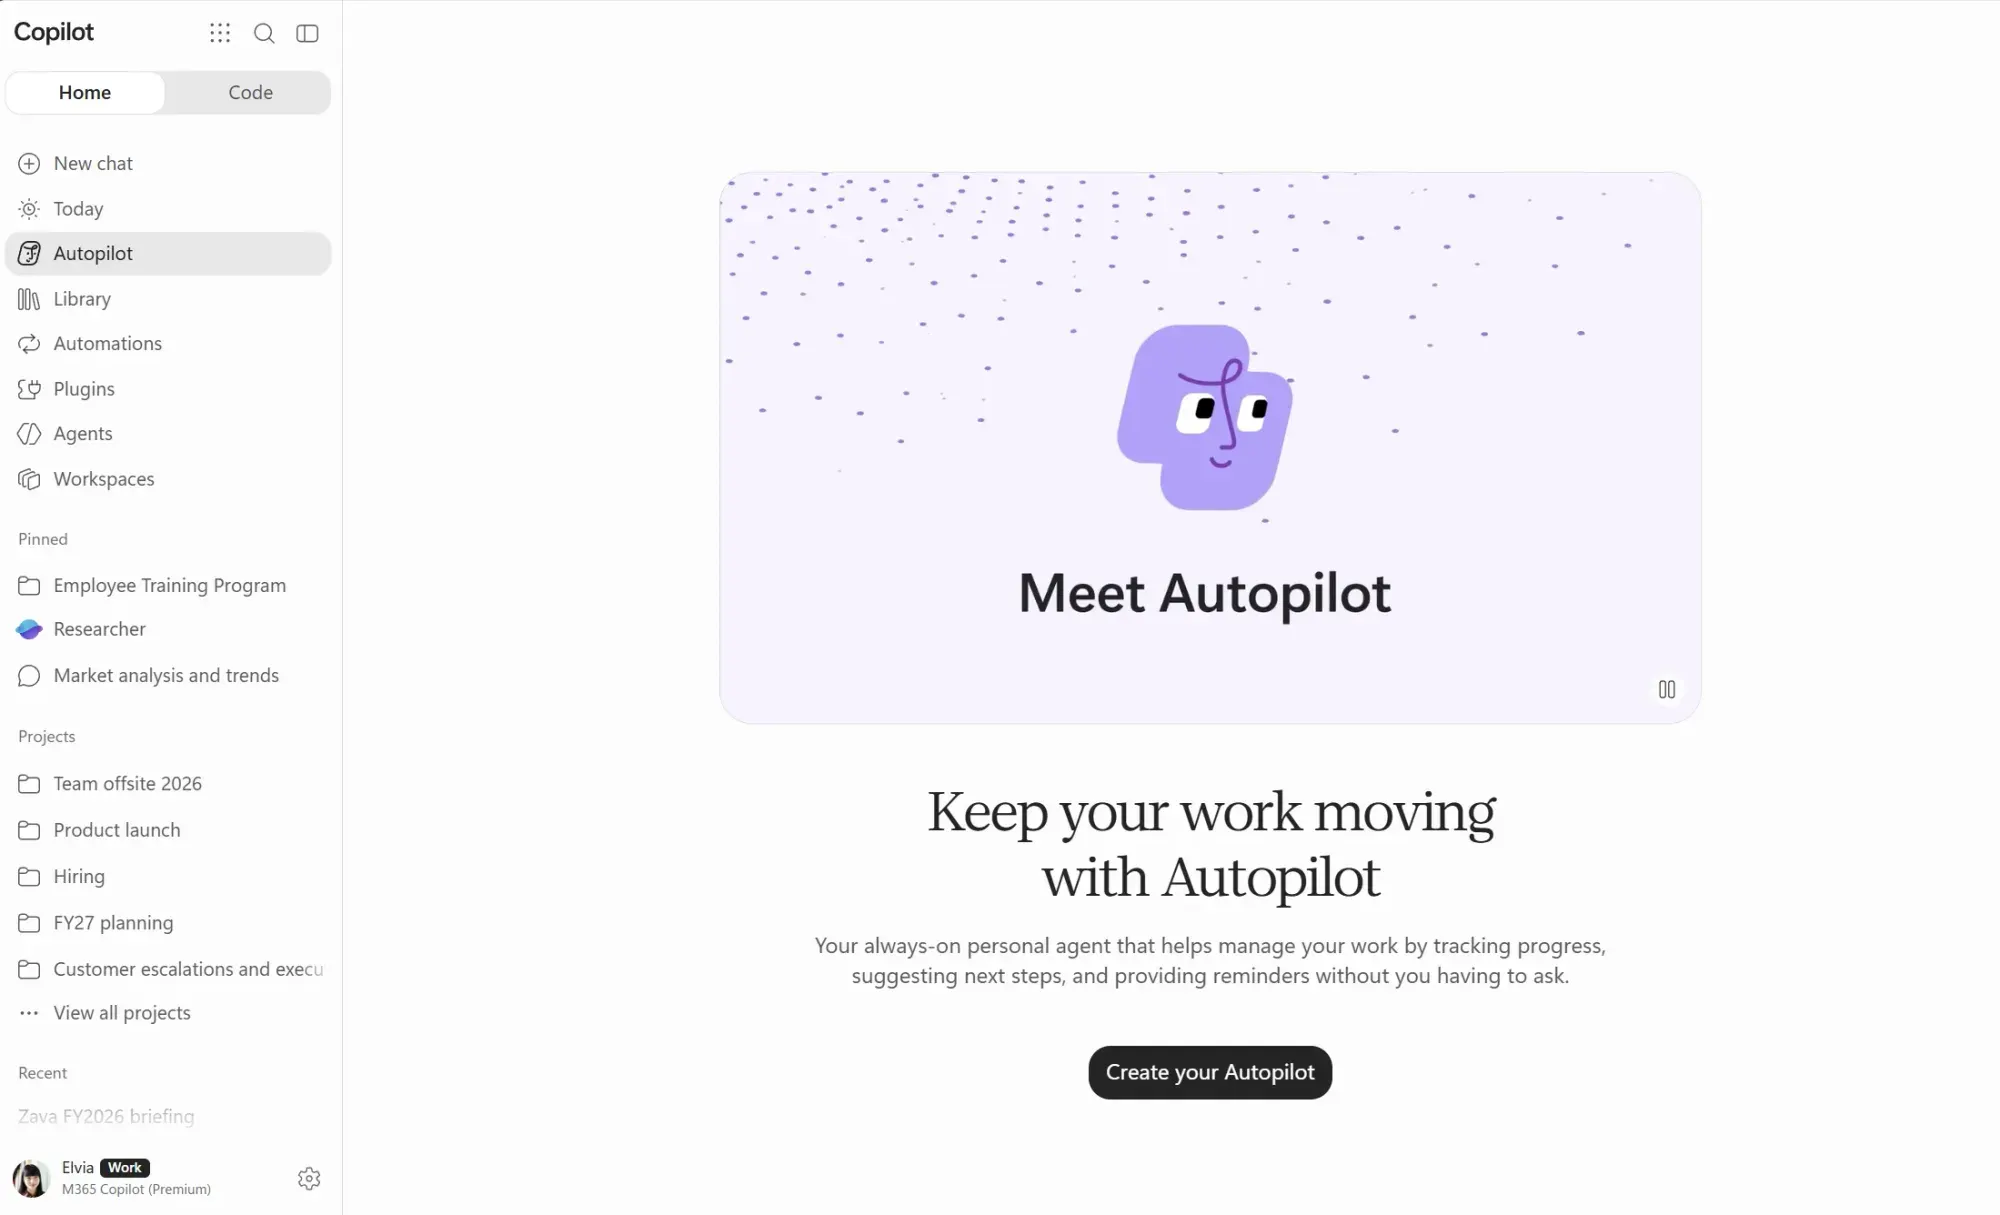 Copilot
Home
Code
New chat
Today
Autopilot
Library
Automations
Plugins
Agents
Workspaces
Pinned
Employee Training Program
Researcher
Market analysis and trends
Projects
Team offsite 2026
Product launch
Hiring
FY27 planning
Customer escalations and execu
View all projects
Recent
Zava FY2026 briefing
Elvia Work
M365 Copilot (Premium)
Meet Autopilot
Keep your work moving
with Autopilot
Your always-on personal agent that helps manage your work by tracking progress,
suggesting next steps, and providing reminders without you having to ask.
Create your Autopilot